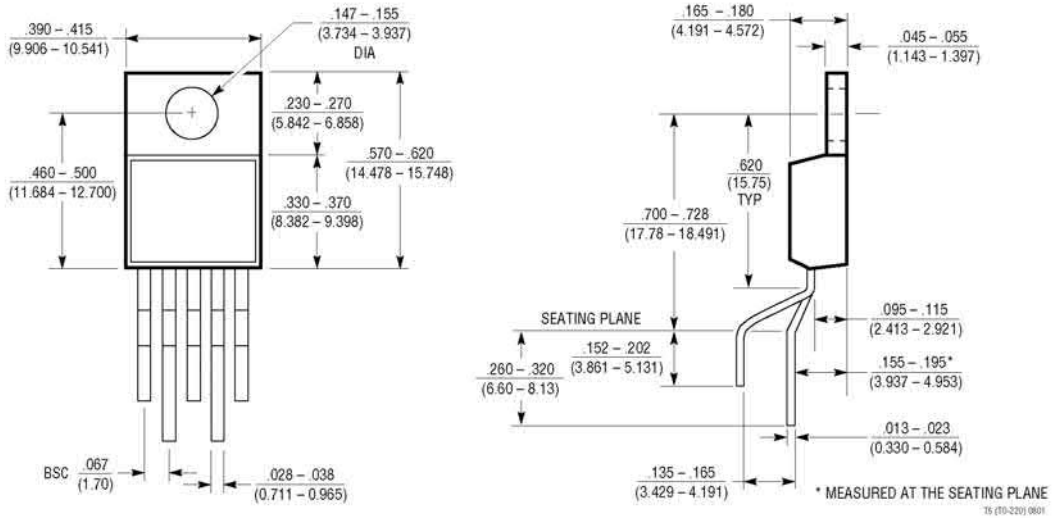 .390 – .415
(9.906 – 10.541)
.147 – .155
(3.734 – 3.937)
DIA
.230 – .270
(5.842 – 6.858)
.460 – .500
(11.684 – 12.700)
.570 – .620
(14.478 – 15.748)
.330 – .370
(8.382 – 9.398)
BSC .067
(1.70)
.028 – .038
(0.711 – 0.965)
.165 – .180
(4.191 – 4.572)
.045 – .055
(1.143 – 1.397)
.620
(15.75)
TYP
.700 – .728
(17.78 – 18.491)
SEATING PLANE
.095 – .115
(2.413 – 2.921)
.152 – .202
(3.861 – 5.131)
.260 – .320
(6.60 – 8.13)
.155 – .195*
(3.937 – 4.953)
.013 – .023
(0.330 – 0.584)
.135 – .165
(3.429 – 4.191)
* MEASURED AT THE SEATING PLANE
T5 (TO-220) 0801